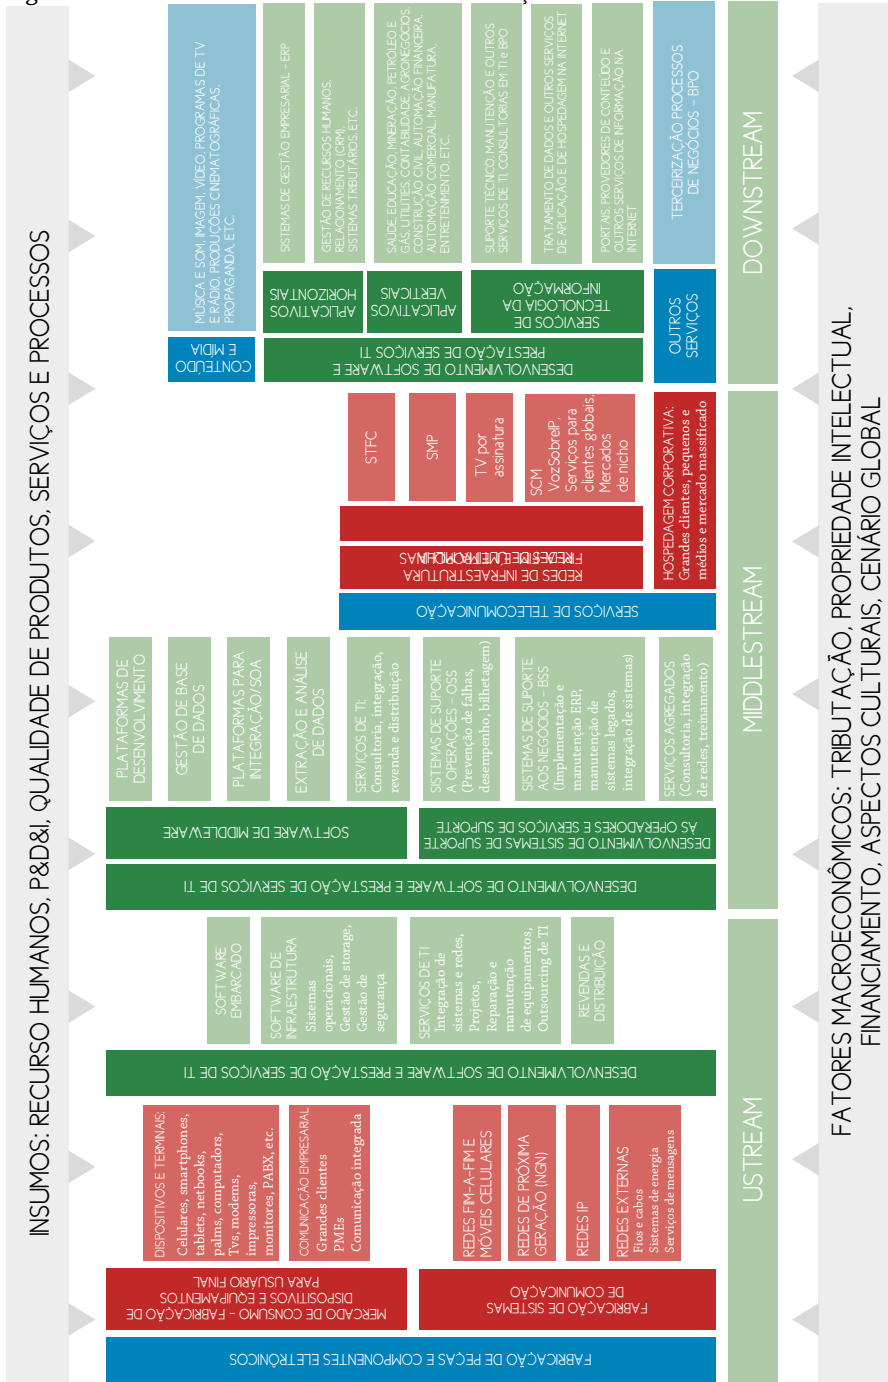 INSUMOS: RECURSO HUMANOS, P&D&I, QUALIDADE DE PRODUTOS, SERVIÇOS E PROCESSOS
FABRICAÇÃO DE PEÇAS E COMPONENTES ELETRÔNICOS
MERCADO DE CONSUMO – FABRICAÇÃO DE
DISPOSITIVOS E EQUIPAMENTOS
PARA USUÁRIO FINAL
FABRICAÇÃO DE SISTEMAS
DE COMUNICAÇÃO
DISPOSITIVOS E TERMINAIS:
Celulares, smartphones,
tablets, netbooks,
palms, computadores,
Tvs, modems,
impressoras,
monitores, PABX, etc.
COMUNICAÇÃO EMPRESARIAL
Grandes clientes
PMEs
Comunicação integrada
REDES FIM-A-FIM E
MÓVEIS CELULARES
REDES DE PRÓXIMA
GERAÇÃO (NGN)
REDES IP
REDES EXTERNAS
Fios e cabos
Sistemas de energia
Serviços de mensagens
DESENVOLVIMENTO DE SOFTWARE E PRESTAÇÃO DE SERVIÇOS DE TI
SOFTWARE
EMBARCADO
SOFTWARE DE
INFRAESTRUTURA
Sistemas
operacionais,
Gestão de storage,
Gestão de
segurança
SERVIÇOS DE TI
Integração de
sistemas e redes,
Projetos,
Reparação e
manutenção
de equipamentos,
Outsourcing de TI
REVENDAS E
DISTRIBUIÇÃO
USTREAM
DESENVOLVIMENTO DE SOFTWARE E PRESTAÇÃO DE SERVIÇOS DE TI
SOFTWARE DE MIDDLEWARE
DESENVOLVIMENTO DE SISTEMAS DE SUPORTE
ÀS OPERADORES E SERVIÇOS DE SUPORTE
PLATAFORMAS DE
DESENVOLVIMENTO
GESTÃO DE BASE
DE DADOS
PLATAFORMAS PARA
INTEGRAÇÃO/SOA
EXTRAÇÃO E ANÁLISE
DE DADOS
SERVIÇOS DE TI:
Consultoria, integração,
revenda e distribuição
SISTEMAS DE SUPORTE
A OPERAÇÕES – OSS
(Prevenção de falhas,
desempenho, bilhetagem)
SISTEMAS DE SUPORTE
AOS NEGÓCIOS – BSS
(Implementação e
manutenção ERP,
manutenção de
sistemas legados,
integração de sistemas)
SERVIÇOS AGREGADOS
(Consultoria, integração
de redes, treinamento)
SERVIÇOS DE TELECOMUNICAÇÃO
REDES DE INFRAESTRUTURA
STFC
SMP
TV por
assinatura
SCM
VozSobreIP,
Serviços para
clientes globais,
Mercados
de nicho
HOSPEDAGEM CORPORATIVA:
Grandes clientes, pequenos e
médios e mercado massificado
MIDDLESTREAM
CONTEÚDO
E MÍDIA
DESENVOLVIMENTO DE SOFTWARE E
PRESTAÇÃO DE SERVIÇOS TI
OUTROS
SERVIÇOS
APLICATIVOS
HORIZONTAIS
APLICATIVOS
VERTICAIS
SERVIÇOS DE
TECNOLOGIA DA
INFORMAÇÃO
MÚSICA E SOM, IMAGEM, VÍDEO, PROGRAMAS DE TV
E RÁDIO, PRODUÇÕES CINEMATOGRÁFICAS,
PROPAGANDA, ETC.
SISTEMAS DE GESTÃO EMPRESARIAL – ERP
GESTÃO DE RECURSOS HUMANOS,
RELACIONAMENTO (CRM),
SISTEMAS TRIBUTÁRIOS, ETC.
SAÚDE, EDUCAÇÃO, MINERAÇÃO, PETRÓLEO E
GÁS, UTILITIES, CONTABILIDADE, AGRONEGÓCIOS,
CONSTRUÇÃO CIVIL, AUTOMAÇÃO FINANCEIRA,
AUTOMAÇÃO COMERCIAL, MANUFATURA,
ENTRETENIMENTO, ETC.
SUPORTE TÉCNICO, MANUTENÇÃO E OUTROS
SERVIÇOS DE TI, CONSULTORIAS EM TI e BPO
TRATAMENTO DE DADOS E OUTROS SERVIÇOS
DE APLICAÇÃO E DE HOSPEDAGEM NA INTERNET
PORTAIS, PROVEDORES DE CONTEÚDO E
OUTROS SERVIÇOS DE INFORMAÇÃO NA
INTERNET
TERCEIRIZAÇÃO PROCESSOS
DE NEGÓCIOS – BPO
DOWNSTREAM
FATORES MACROECONÔMICOS: TRIBUTAÇÃO, PROPRIEDADE INTELECTUAL,
FINANCIAMENTO, ASPECTOS CULTURAIS, CENÁRIO GLOBAL